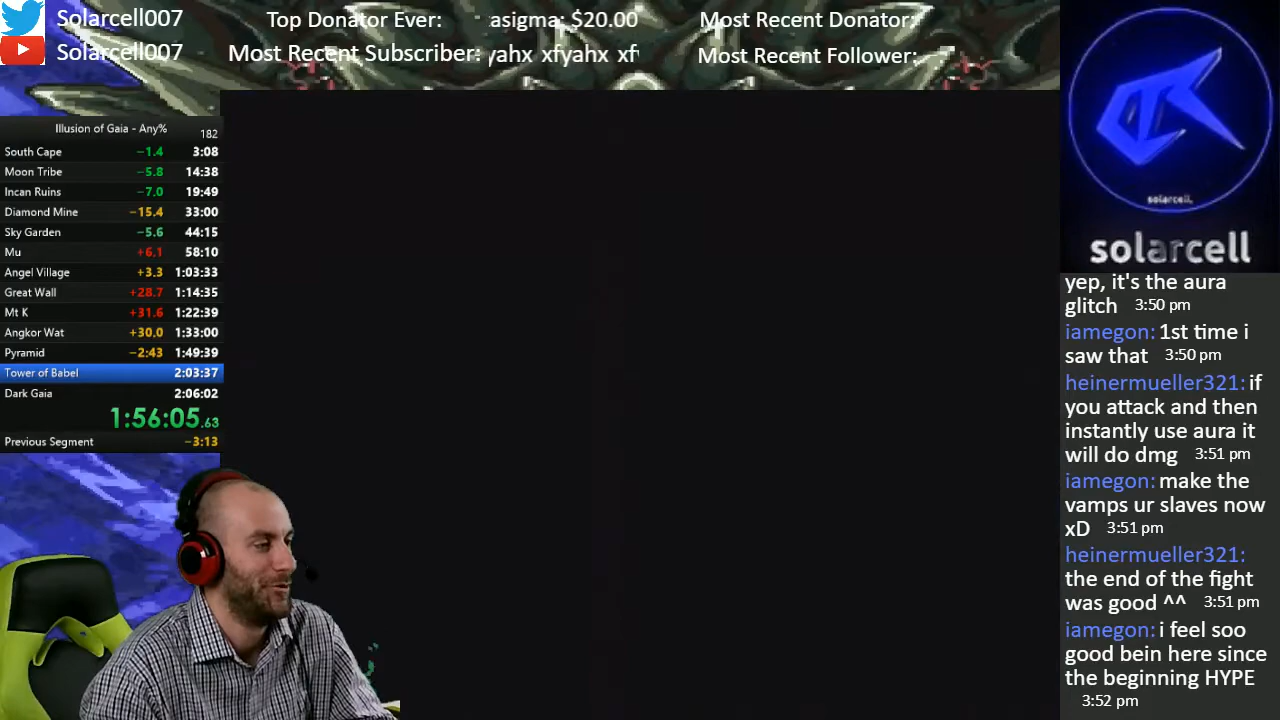 Solarcell007
Top Donator Ever:
asigma: $20.00
Most Recent Donator:
Solarcell007
Most Recent Subscriber:
yahx xfyahx xf
Most Recent Follower:
Illusion of Gaia - Any%
182
South Cape −1.4 3:08
Moon Tribe −5.8 14:38
Incan Ruins −7.0 19:49
Diamond Mine −15.4 33:00
Sky Garden −5.6 44:15
Mu +6.1 58:10
Angel Village +3.3 1:03:33
Great Wall +28.7 1:14:35
Mt K +31.6 1:22:39
Angkor Wat +30.0 1:33:00
Pyramid −2:43 1:49:39
Tower of Babel 2:03:37
Dark Gaia 2:06:02
1:56:05.63
Previous Segment −3:13
solarcell.
solarcell
yep, it's the aura
glitch 3:50 pm
iamegon: 1st time i
saw that 3:50 pm
heinermueller321: if
you attack and then
instantly use aura it
will do dmg 3:51 pm
iamegon: make the
vamps ur slaves now
xD 3:51 pm
heinermueller321:
the end of the fight
was good ^^ 3:51 pm
iamegon: i feel soo
good bein here since
the beginning HYPE
3:52 pm